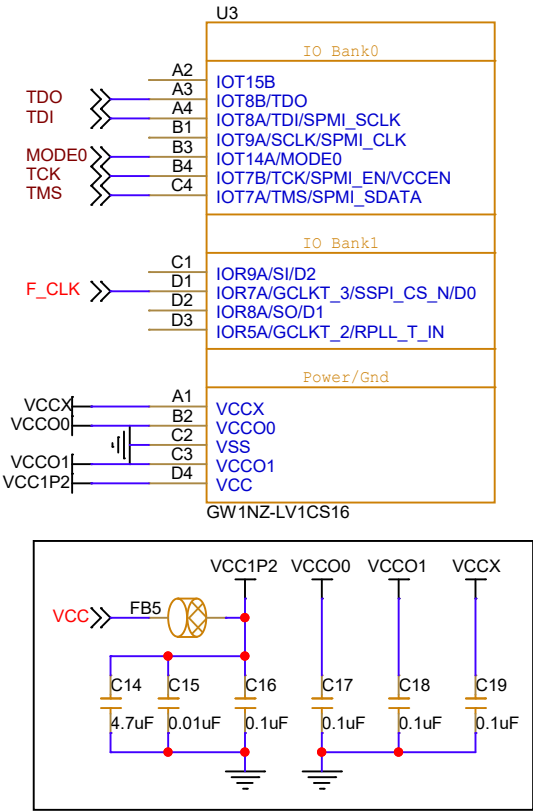 U3
IO Bank0
A2 IOT15B
TDO A3 IOT8B/TDO
TDI A4 IOT8A/TDI/SPMI_SCLK
B1 IOT9A/SCLK/SPMI_CLK
MODE0 B3 IOT14A/MODE0
TCK B4 IOT7B/TCK/SPMI_EN/VCCEN
TMS C4 IOT7A/TMS/SPMI_SDATA
IO Bank1
C1 IOR9A/SI/D2
F_CLK D1 IOR7A/GCLKT_3/SSPI_CS_N/D0
D2 IOR8A/SO/D1
D3 IOR5A/GCLKT_2/RPLL_T_IN
Power/Gnd
VCCX A1 VCCX
VCCO0 B2 VCCO0
C2 VSS
VCCO1 C3 VCCO1
VCC1P2 D4 VCC
GW1NZ-LV1CS16
VCC1P2 VCCO0 VCCO1 VCCX
VCC FB5
C14 C15 C16 C17 C18 C19
4.7uF 0.01uF 0.1uF 0.1uF 0.1uF 0.1uF